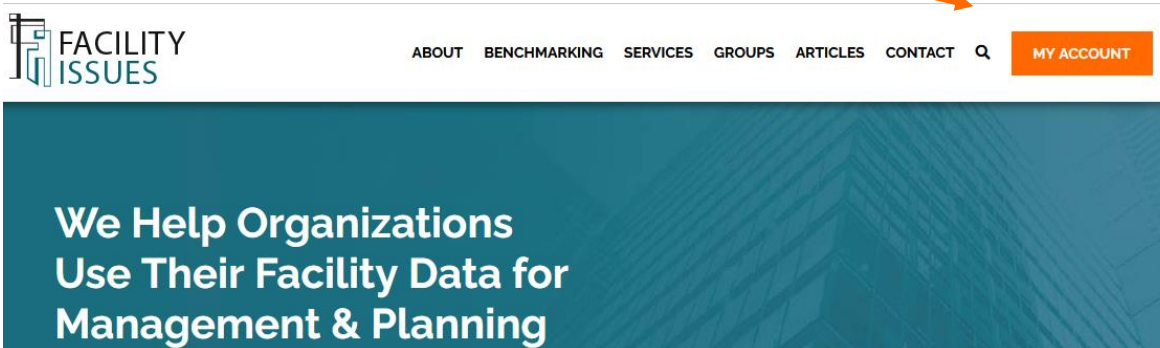 FACILITY
ISSUES
ABOUT BENCHMARKING SERVICES GROUPS ARTICLES CONTACT MY ACCOUNT
We Help Organizations
Use Their Facility Data for
Management & Planning